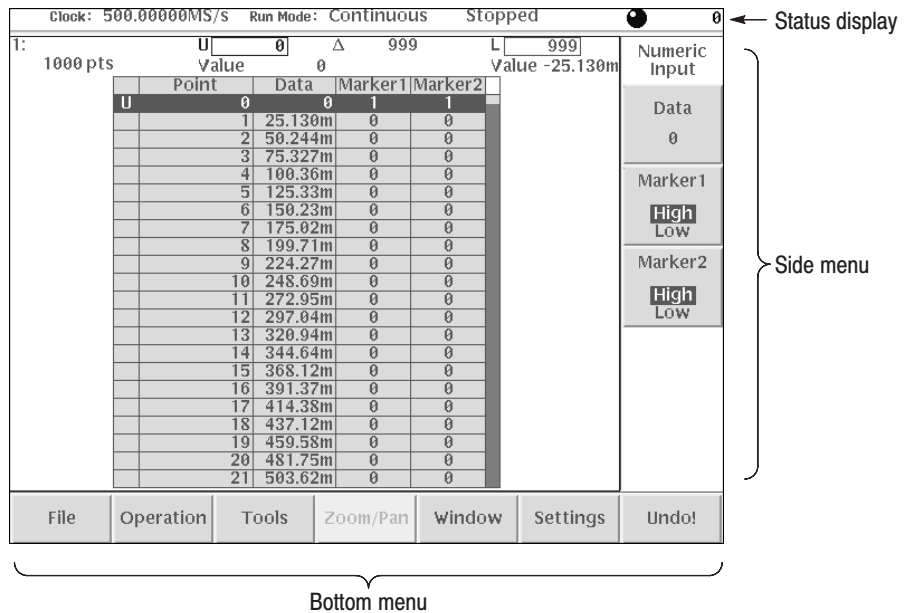 Clock: 500.00000MS/s Run Mode: Continuous Stopped 0
Status display
1: U 0 Δ 999 L 999
1000 pts Value 0 Value -25.130m
Point Data Marker1 Marker2
U 0 0 1 1
1 25.130m 0 0
2 50.244m 0 0
3 75.327m 0 0
4 100.36m 0 0
5 125.33m 0 0
6 150.23m 0 0
7 175.02m 0 0
8 199.71m 0 0
9 224.27m 0 0
10 248.69m 0 0
11 272.95m 0 0
12 297.04m 0 0
13 320.94m 0 0
14 344.64m 0 0
15 368.12m 0 0
16 391.37m 0 0
17 414.38m 0 0
18 437.12m 0 0
19 459.58m 0 0
20 481.75m 0 0
21 503.62m 0 0
Numeric
Input
Data
0
Marker1
High
Low
Marker2
High
Low
Side menu
File Operation Tools Zoom/Pan Window Settings Undo!
Bottom menu